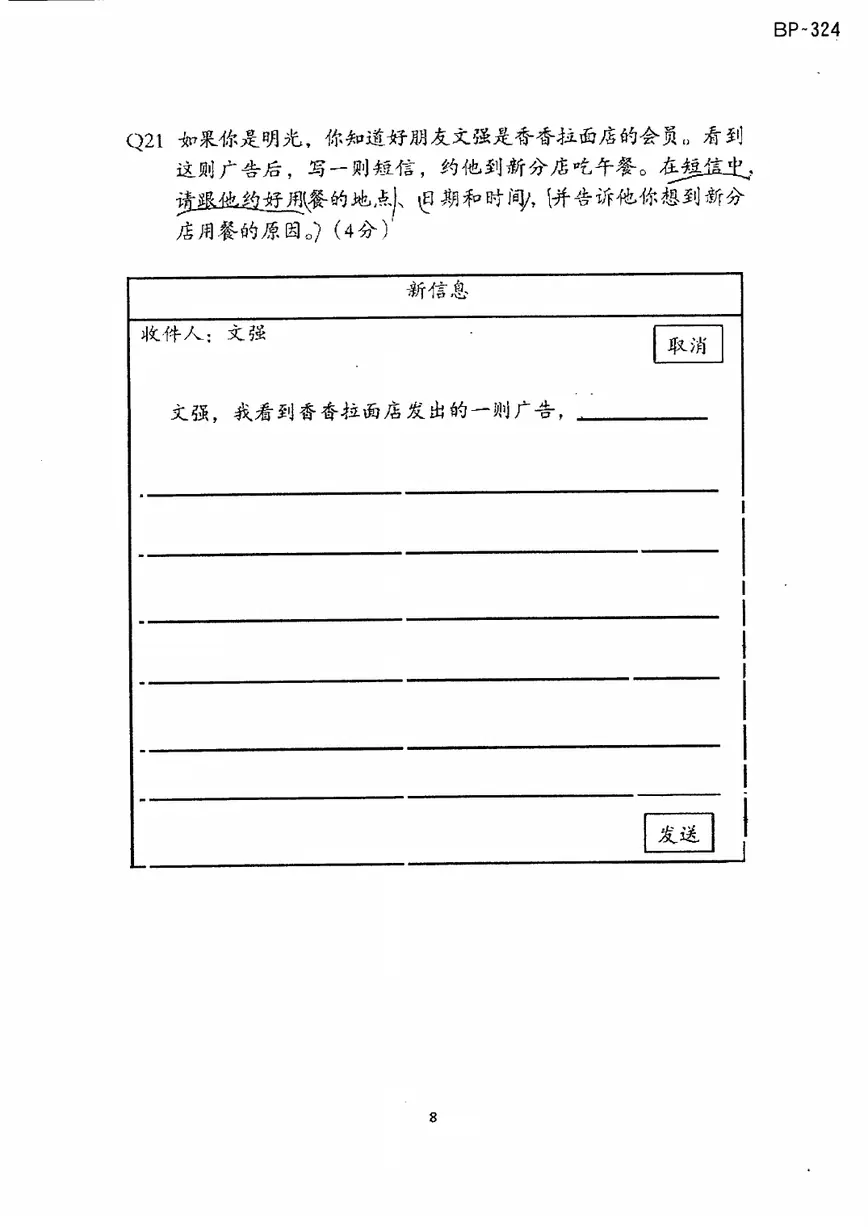 BP-324
Q21 如果你是明光，你知道好朋友文强是香香拉面店的会员。看到
这则广告后，写一则短信，约他到新分店吃午餐。在短信中，
请跟他约好用餐的地点、日期和时间，并告诉他你想到新分
店用餐的原因。（4分）
新信息
收件人：文强
取消
文强，我看到香香拉面店发出的一则广告，
发送
8